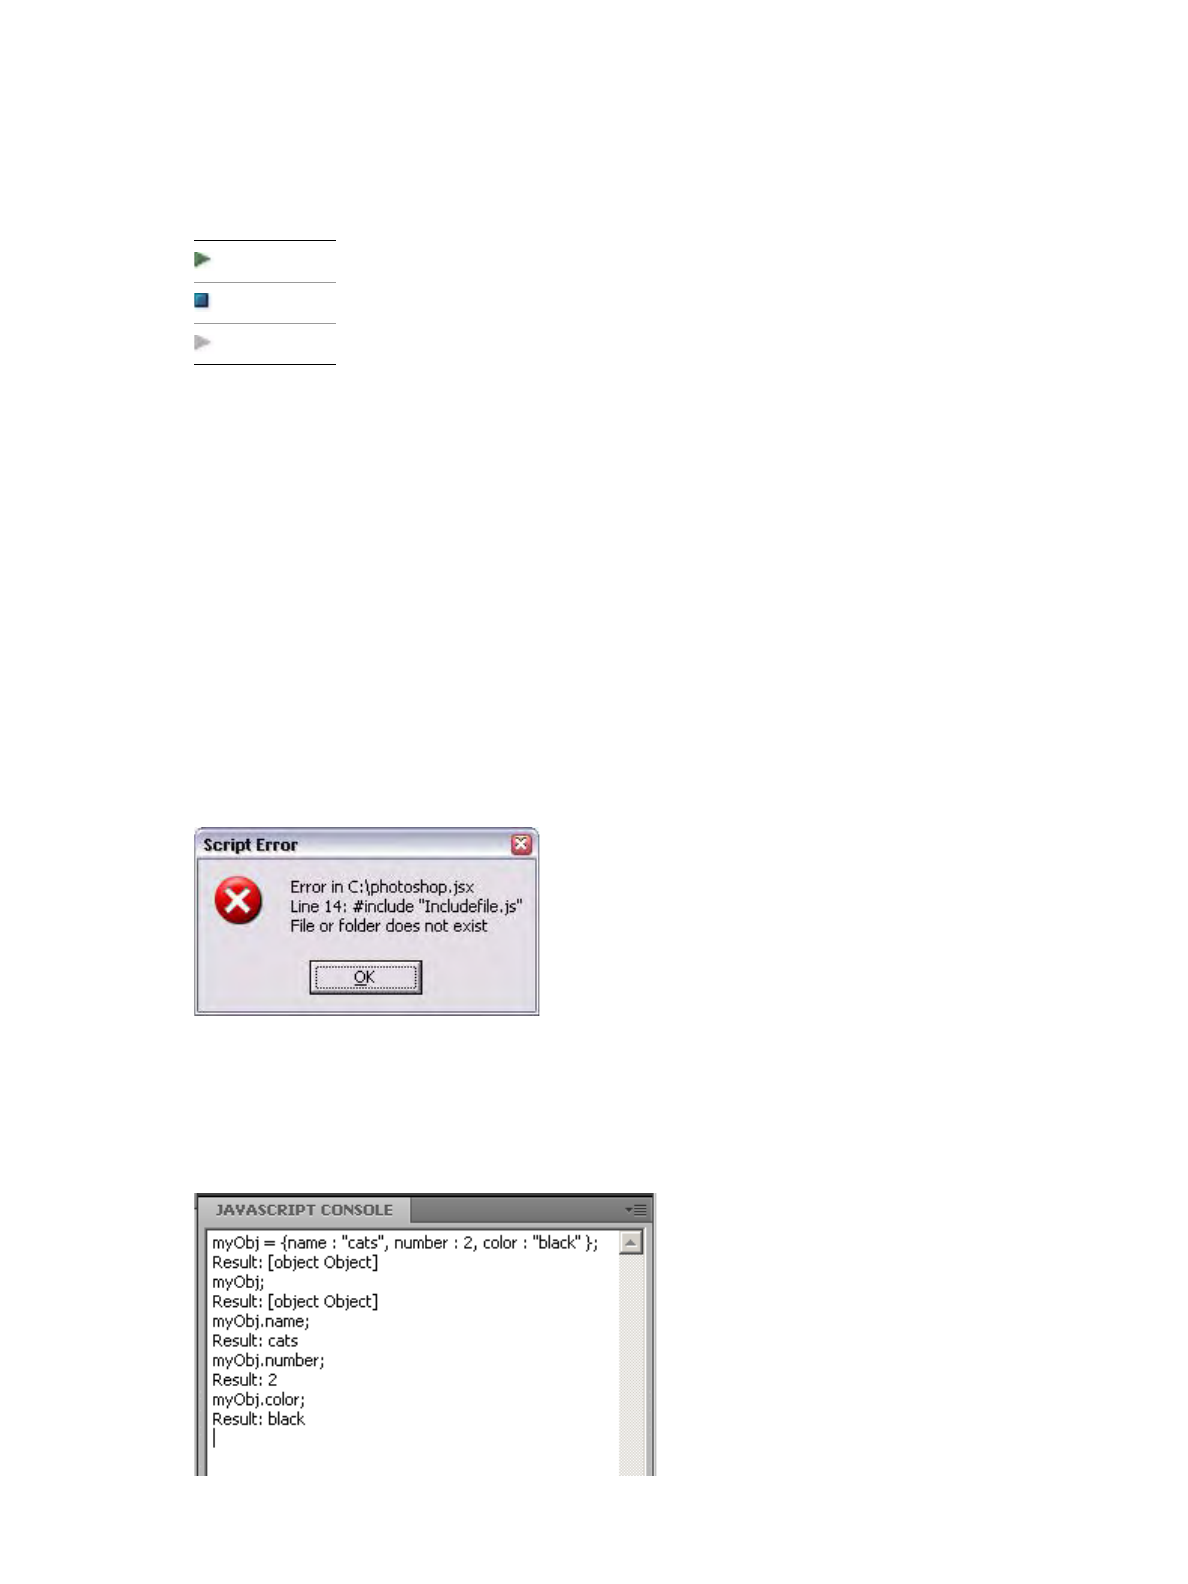 Script Error
Error in C:\photoshop.jsx
Line 14: #include "Includefile.js"
File or folder does not exist
OK
JAVASCRIPT CONSOLE
myObj = {name : "cats", number : 2, color : "black" };
Result: [object Object]
myObj;
Result: [object Object]
myObj.name;
Result: cats
myObj.number;
Result: 2
myObj.color;
Result: black